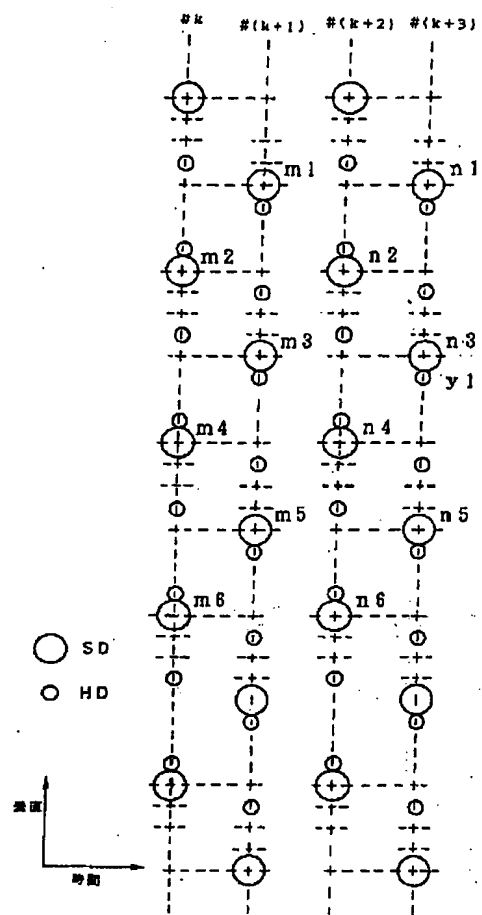 #k #(k+1) #(k+2) #(k+3)
m1 n1
m2 n2
m3 n3
y1
m4 n4
m5 n5
m6 n6
SD
HD
垂直
時間